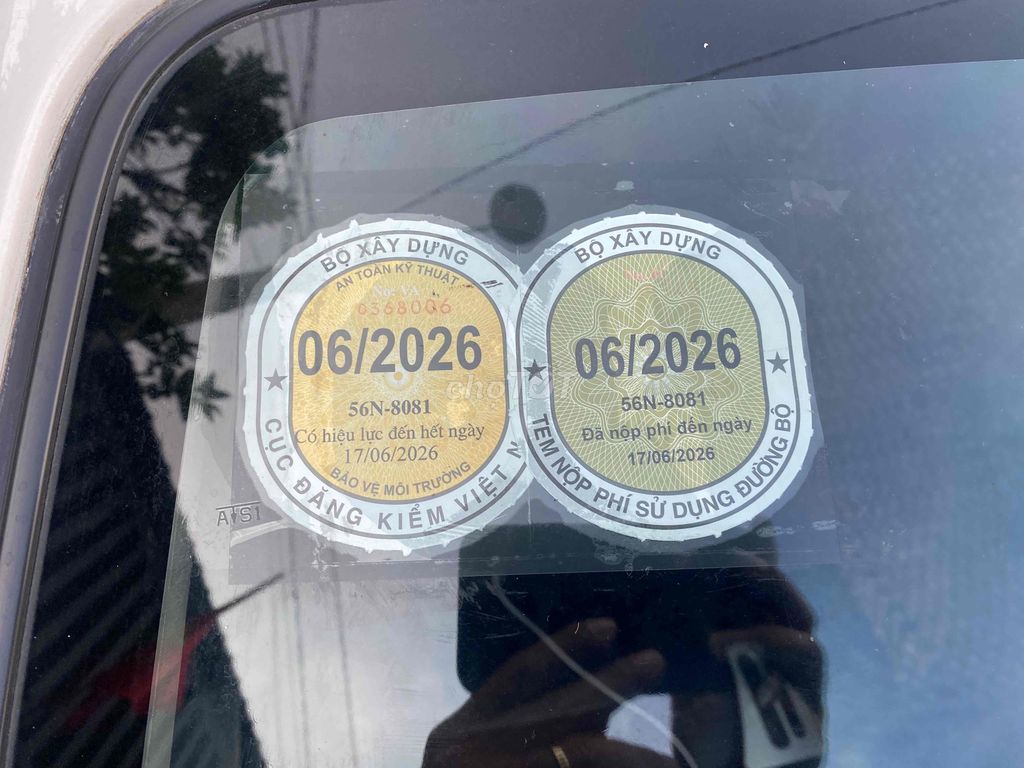 BỘ XÂY DỰNG
AN TOÀN KỸ THUẬT
0368006
06/2026
56N-8081
Có hiệu lực đến hết ngày
17/06/2026
BẢO VỆ MÔI TRƯỜNG
CỤC ĐĂNG KIỂM VIỆT N
BỘ XÂY DỰNG
06/2026
56N-8081
Đã nộp phí đến ngày
17/06/2026
TEM NỘP PHÍ SỬ DỤNG ĐƯỜNG BỘ
chợTỐT